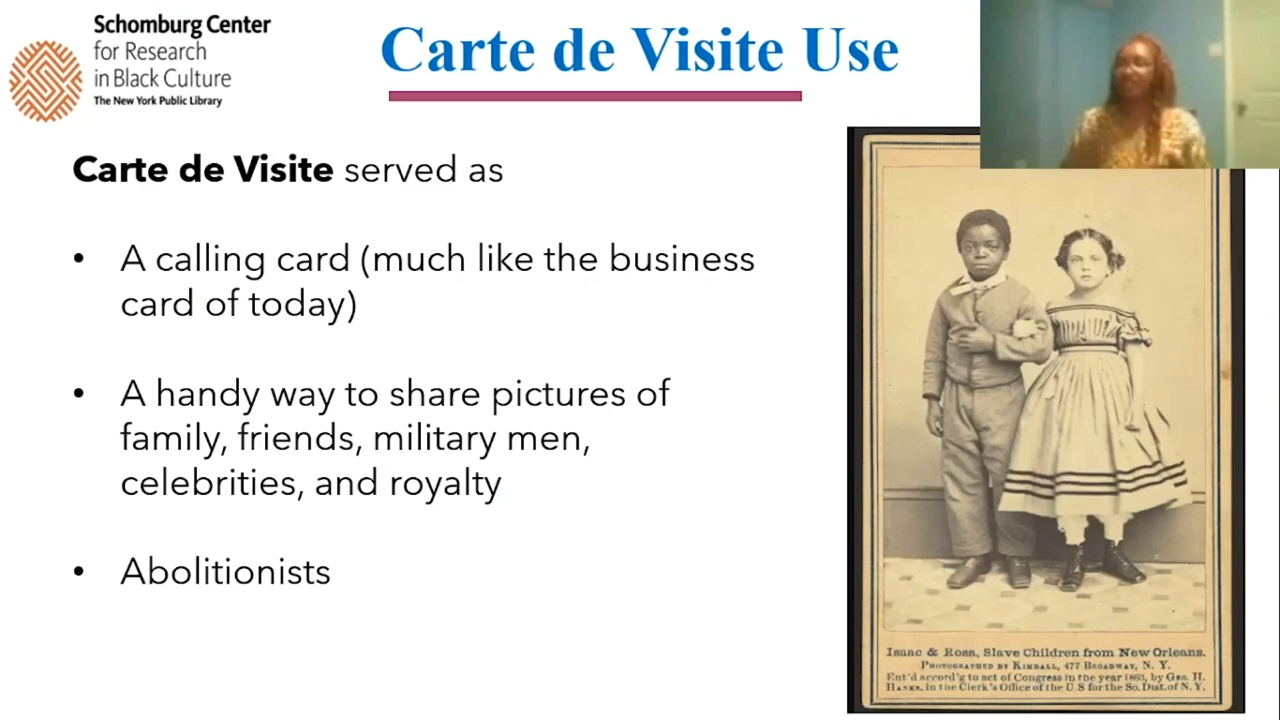 Schomburg Center
for Research
in Black Culture
The New York Public Library
Carte de Visite Use
Carte de Visite served as
• A calling card (much like the business
card of today)
• A handy way to share pictures of
family, friends, military men,
celebrities, and royalty
• Abolitionists
Isaac & Rosa, Slave Children from New Orleans.
Photographed by Kimball, 477 Broadway, N. Y.
Ent'd accord'g to act of Congress in the year 1863, by Geo. H.
Hanks, in the Clerk's Office of the U.S for the So. Dist. of N. Y.